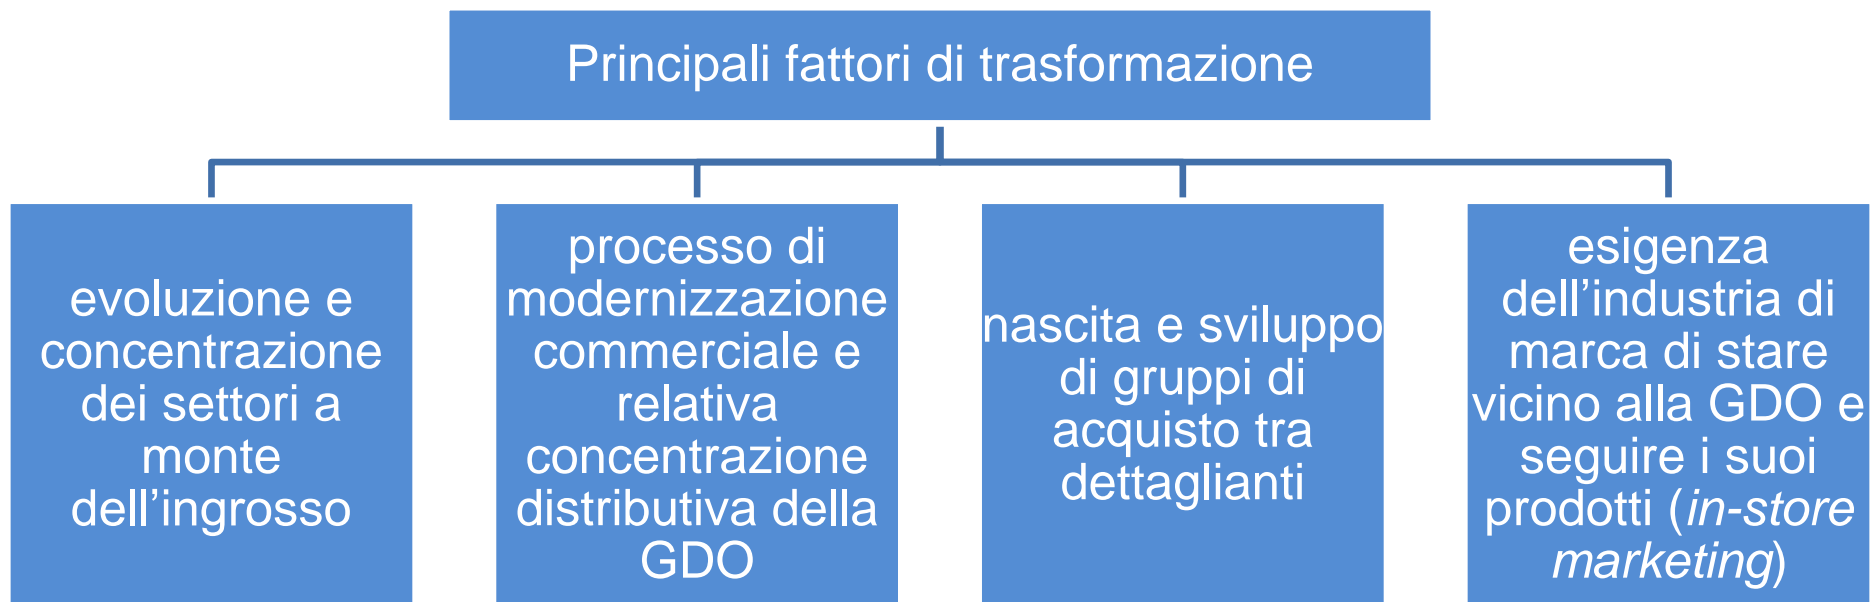 Principali fattori di trasformazione
evoluzione e
concentrazione
dei settori a
monte
dell’ingrosso
processo di
modernizzazione
commerciale e
relativa
concentrazione
distributiva della
GDO
nascita e sviluppo
di gruppi di
acquisto tra
dettaglianti
esigenza
dell’industria di
marca di stare
vicino alla GDO e
seguire i suoi
prodotti (in-store
marketing)